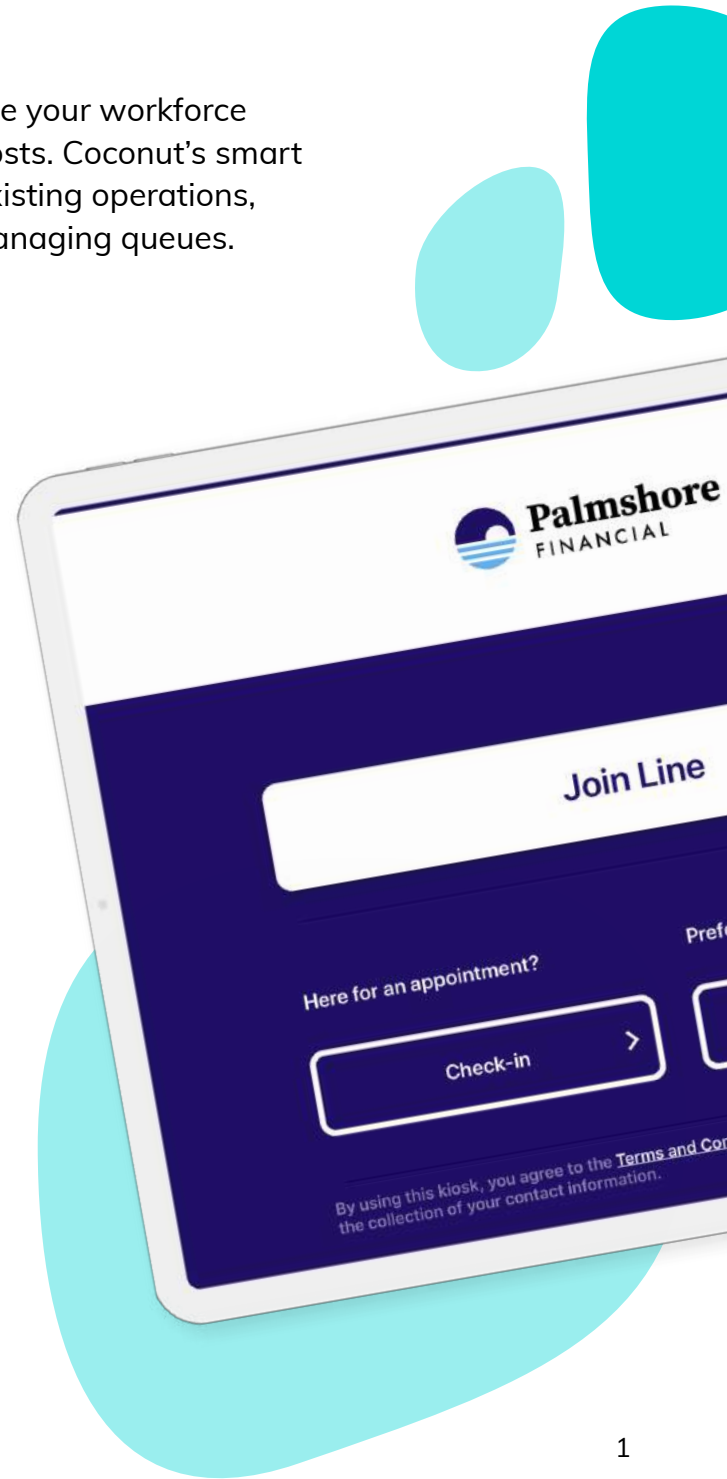 e your workforce
osts. Coconut's smart
xisting operations,
anaging queues.
Palmshore
FINANCIAL
Join Line
Here for an appointment?
Pref
Check-in
By using this kiosk, you agree to the Terms and Con
the collection of your contact information.
1